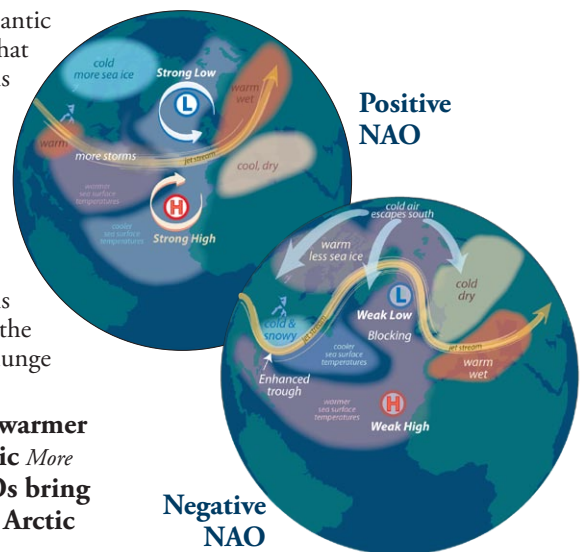 antic
hat
s
cold
more sea ice
Strong Low
L
warm
wet
warm
more storms
jet stream
cool, dry
warmer
sea surface
temperatures
H
cooler
sea surface
temperatures
Strong High
Positive
NAO
s
the
unge
warmer
ic More
Os bring
Arctic
cold air
escapes south
warm
less sea ice
cold
dry
L
Weak Low
Blocking
cold &
snowy
jet stream
cooler
sea surface
temperatures
jet stream
warm
wet
Enhanced
trough
warmer
sea surface
temperatures
H
Weak High
Negative
NAO